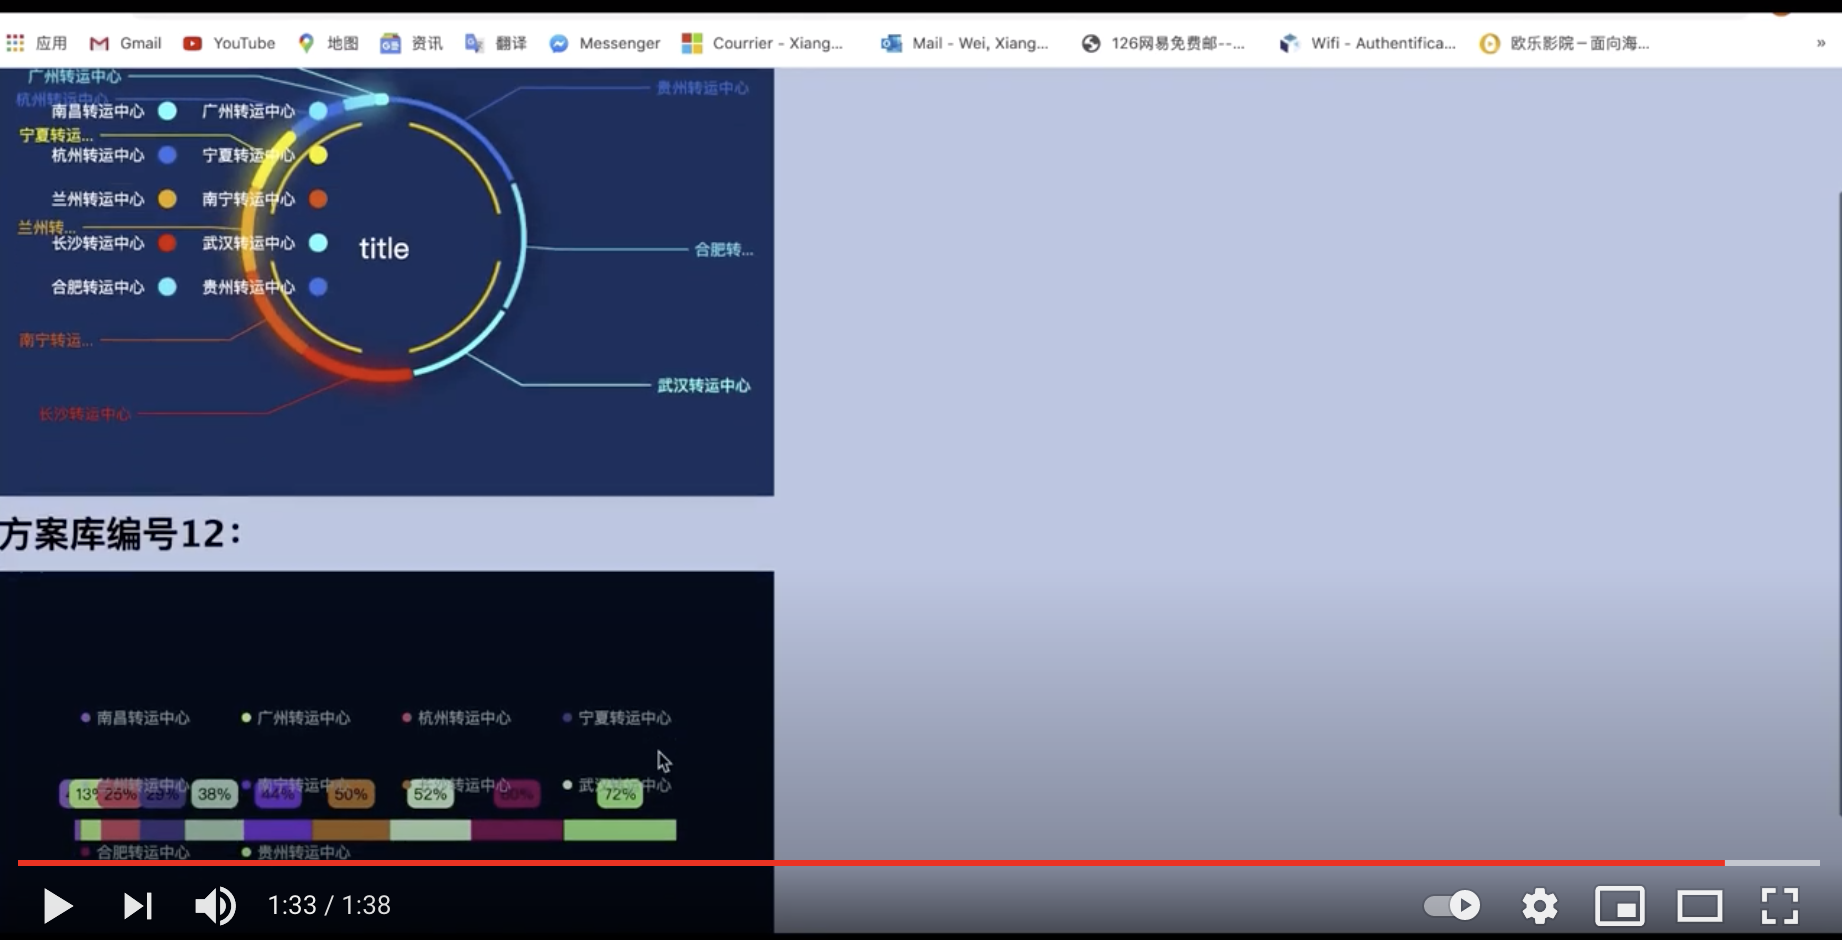 应用 Gmail YouTube 地图 资讯 翻译 Messenger Courrier - Xiang... Mail - Wei, Xiang... 126网易免费邮--... Wifi - Authentifica... 欧乐影院－面向海... »
广州转运中心
贵州转运中心
杭州转运中心
南昌转运中心 广州转运中心
宁夏转运...
杭州转运中心 宁夏转运中心
兰州转运中心 南宁转运中心
兰州转...
长沙转运中心 武汉转运中心
title
合肥转...
合肥转运中心 贵州转运中心
南宁转运...
武汉转运中心
长沙转运中心
方案库编号12：
南昌转运中心 广州转运中心 杭州转运中心 宁夏转运中心
兰州转运中心 南宁转运中心 长沙转运中心 武汉转运中心
13% 25% 29% 38% 44% 50% 52% 60% 72%
合肥转运中心 贵州转运中心
1:33 / 1:38